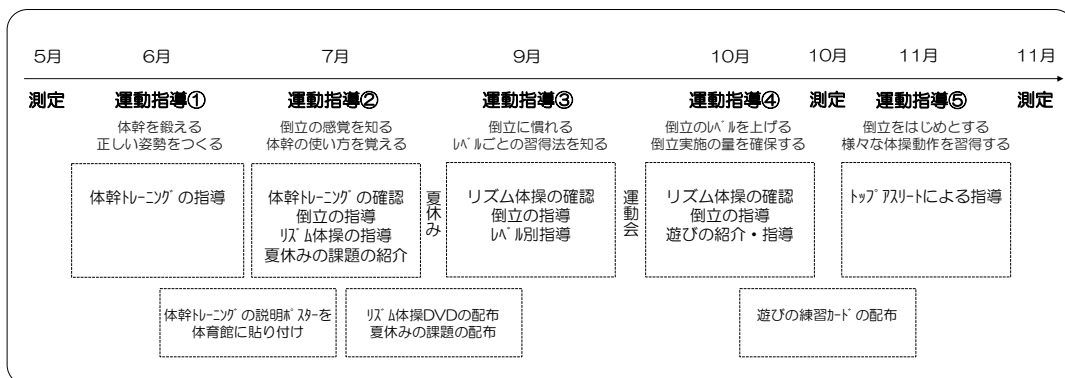 5月 6月 7月 9月 10月 10月 11月 11月
測定 運動指導① 運動指導② 運動指導③ 運動指導④ 測定 運動指導⑤ 測定
体幹を鍛える
正しい姿勢をつくる
倒立の感覚を知る
体幹の使い方を覚える
倒立に慣れる
レベルごとの習得法を知る
倒立のレベルを上げる
倒立実施の量を確保する
倒立をはじめとする
様々な体操動作を習得する
体幹トレーニングの指導
体幹トレーニングの確認
倒立の指導
リズム体操の指導
夏休みの課題の紹介
夏休み
リズム体操の確認
倒立の指導
レベル別指導
運動会
リズム体操の確認
倒立の指導
遊びの紹介・指導
トップアスリートによる指導
体幹トレーニングの説明ポスターを
体育館に貼り付け
リズム体操DVDの配布
夏休みの課題の配布
遊びの練習カードの配布